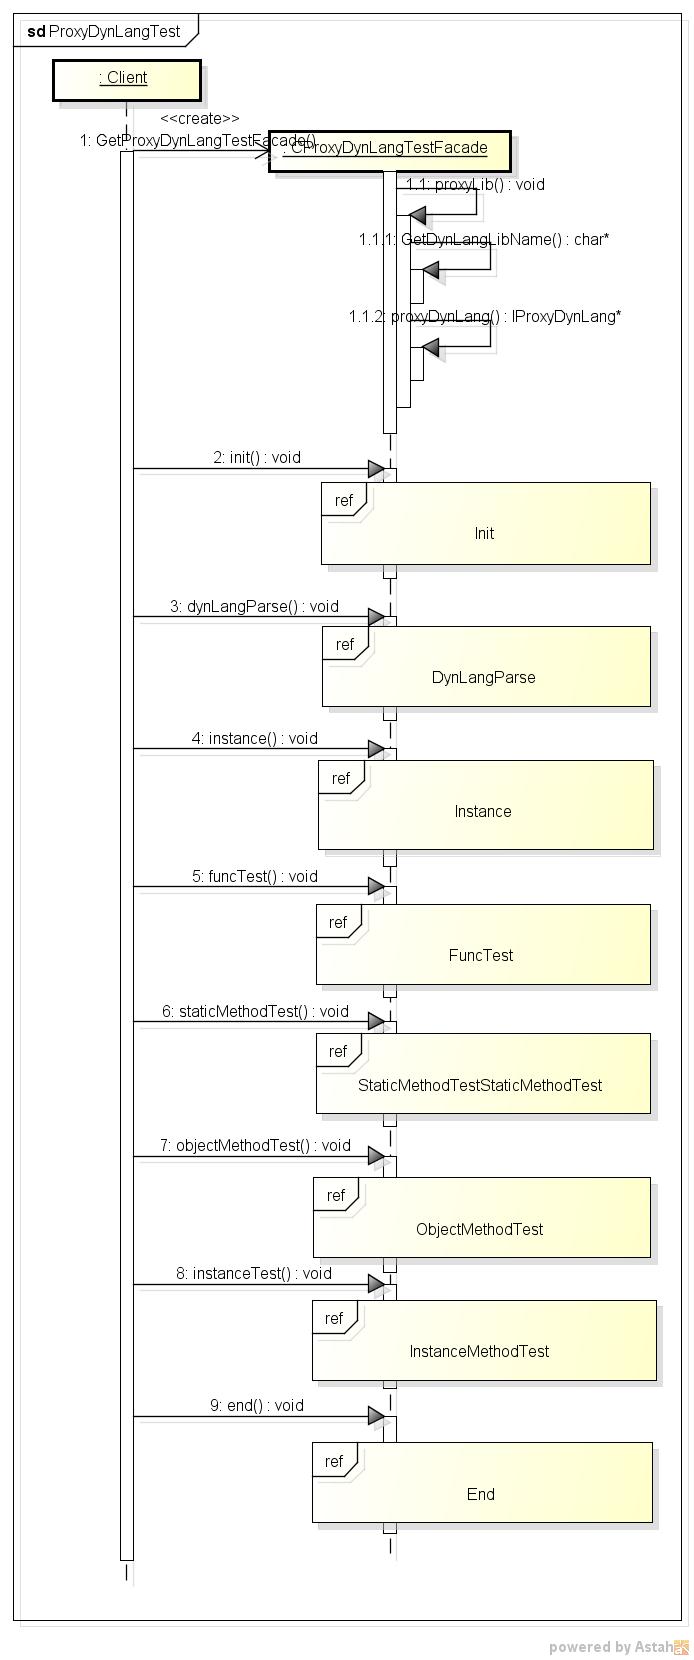 sd ProxyDynLangTest
: Client
<<create>>
1: GetProxyDynLangTestFacade()
: CProxyDynLangTestFacade
1.1: proxyLib() : void
1.1.1: GetDynLangLibName() : char*
1.1.2: proxyDynLang() : IProxyDynLang*
2: init() : void
ref
Init
3: dynLangParse() : void
ref
DynLangParse
4: instance() : void
ref
Instance
5: funcTest() : void
ref
FuncTest
6: staticMethodTest() : void
ref
StaticMethodTestStaticMethodTest
7: objectMethodTest() : void
ref
ObjectMethodTest
8: instanceTest() : void
ref
InstanceMethodTest
9: end() : void
ref
End
powered by Astah